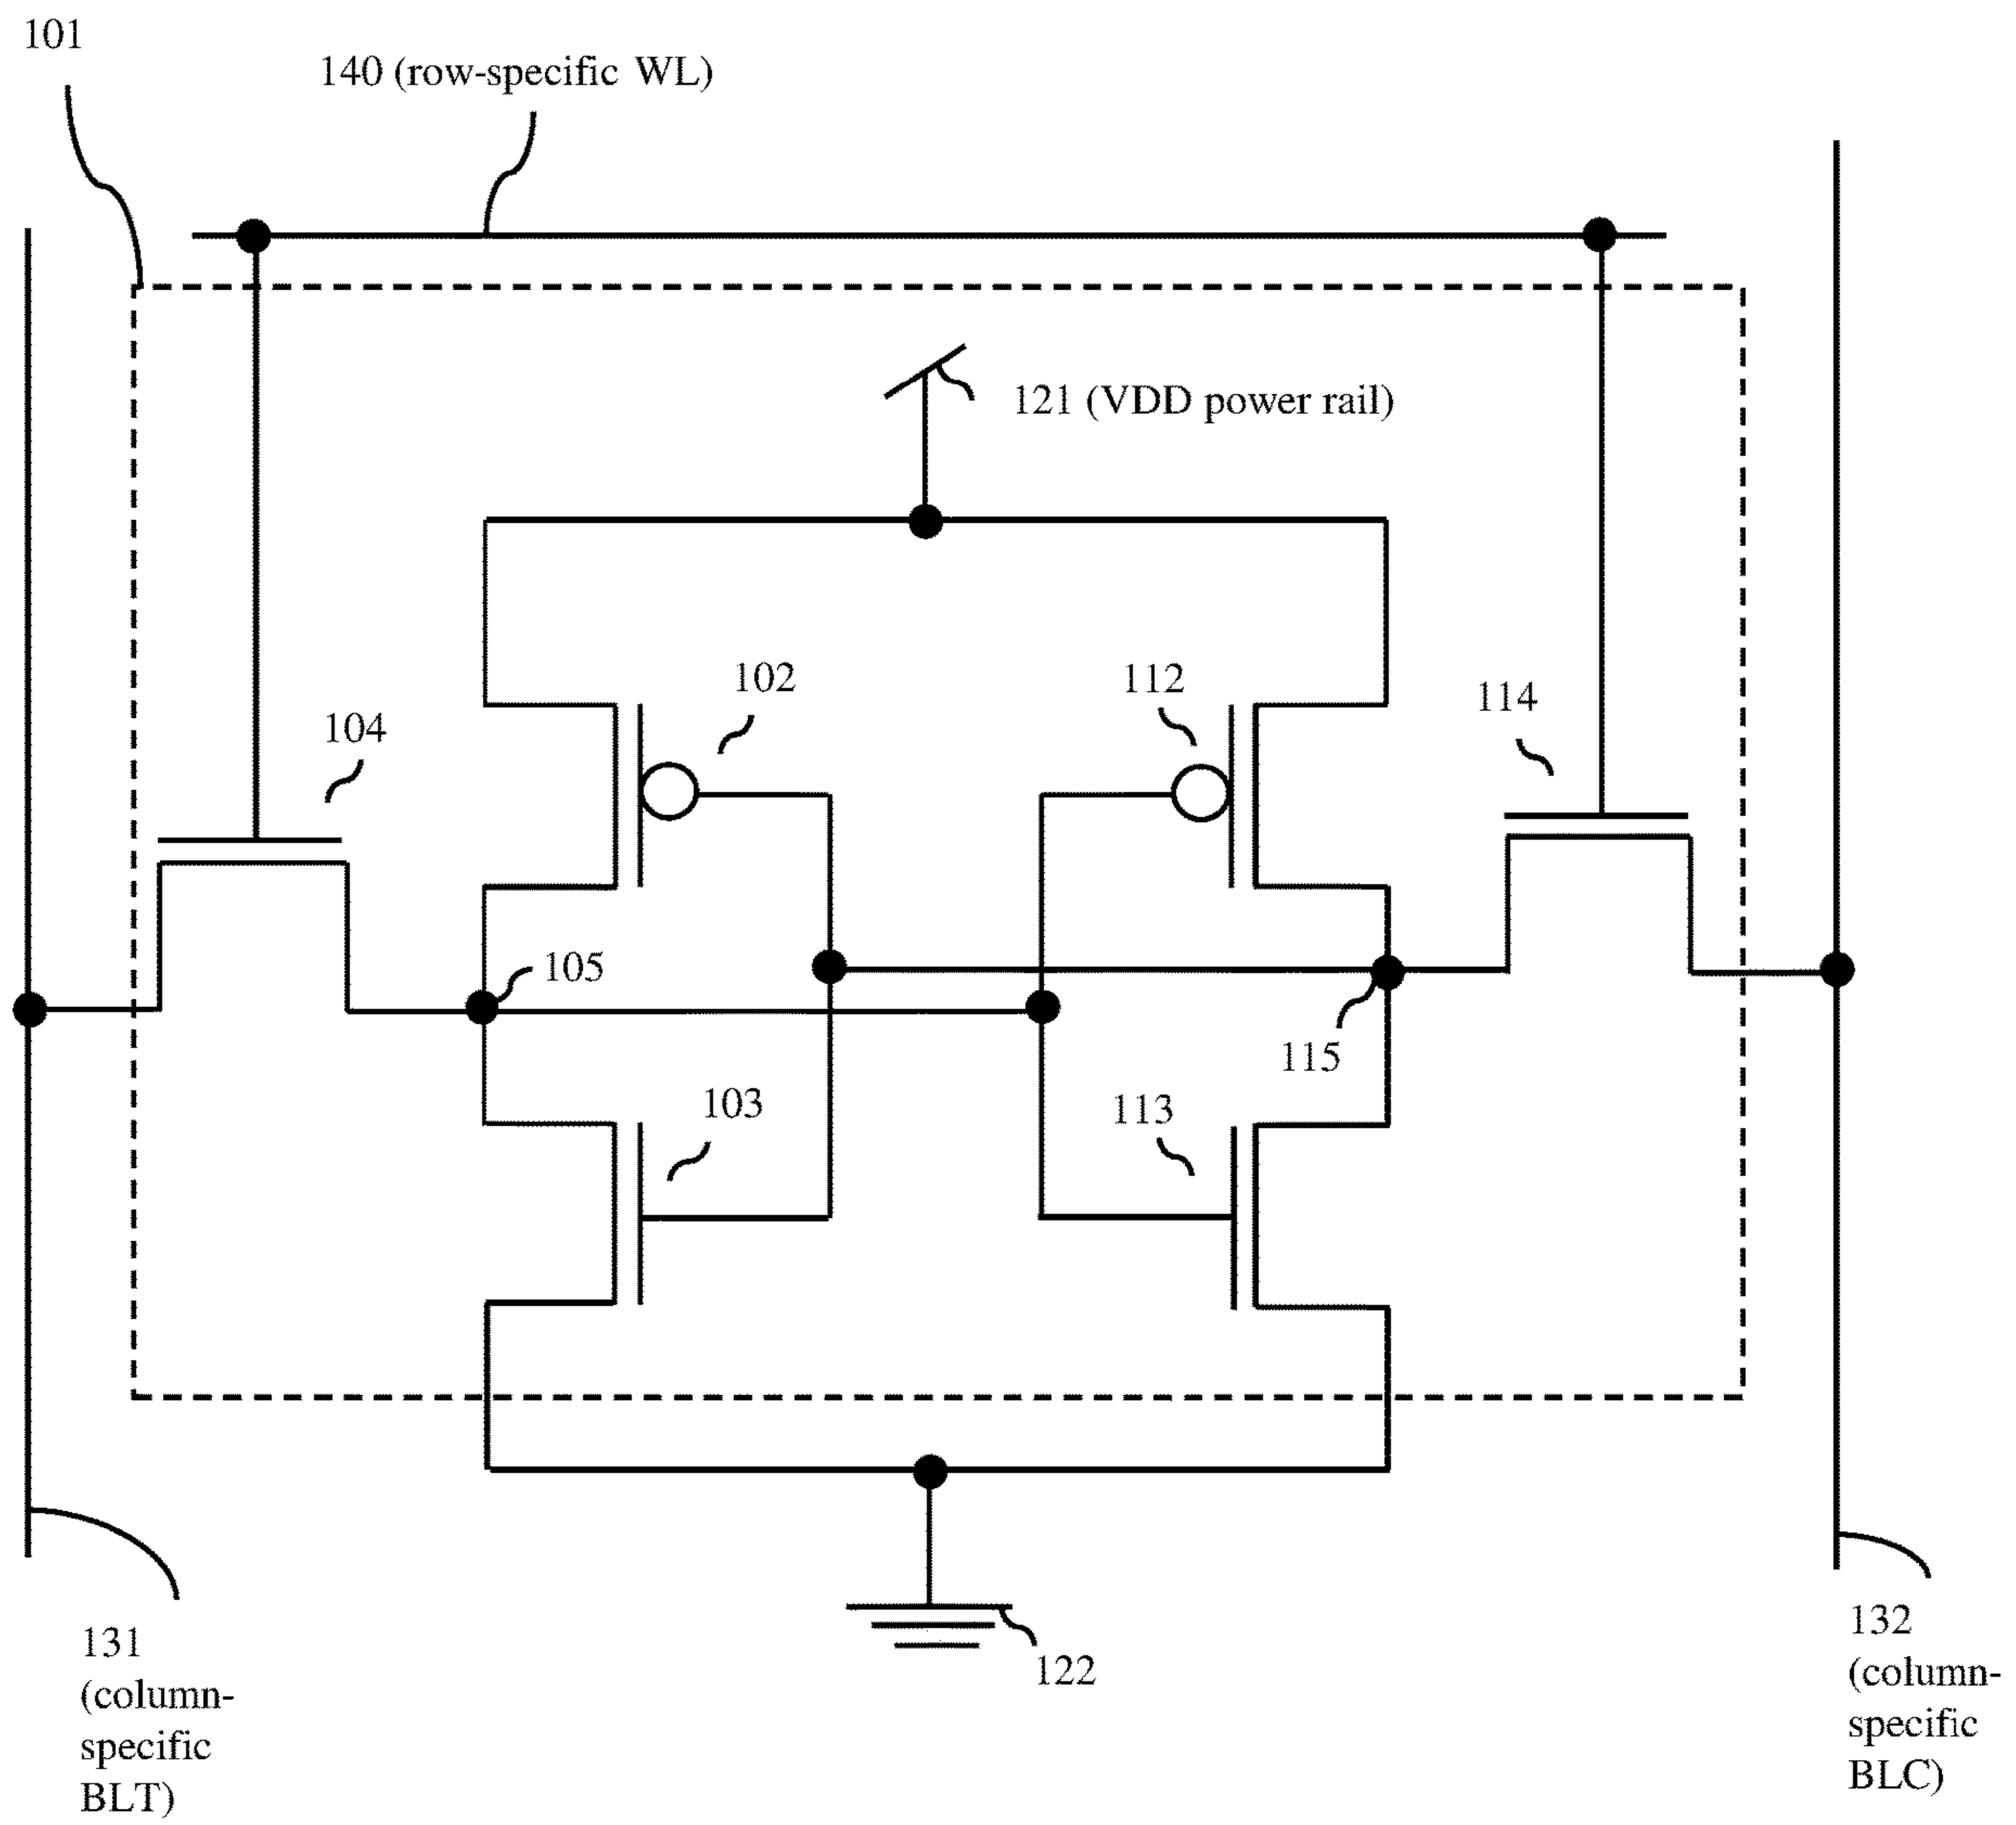 101
140 (row-specific WL)
121 (VDD power rail)
102
112
114
104
105
115
103
113
122
131
(column-
specific
BLT)
132
(column-
specific
BLC)